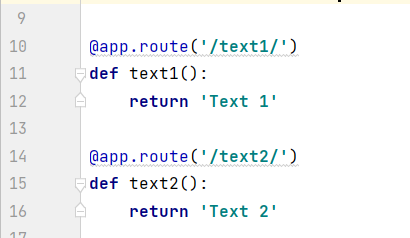 9
10 @app.route('/text1/')
11 def text1():
12     return 'Text 1'
13
14 @app.route('/text2/')
15 def text2():
16     return 'Text 2'
17